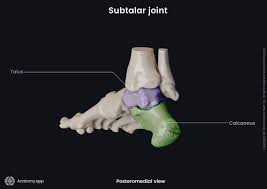 Subtalar joint
Talus
Calcaneus
Anatomy.app
Posteromedial view